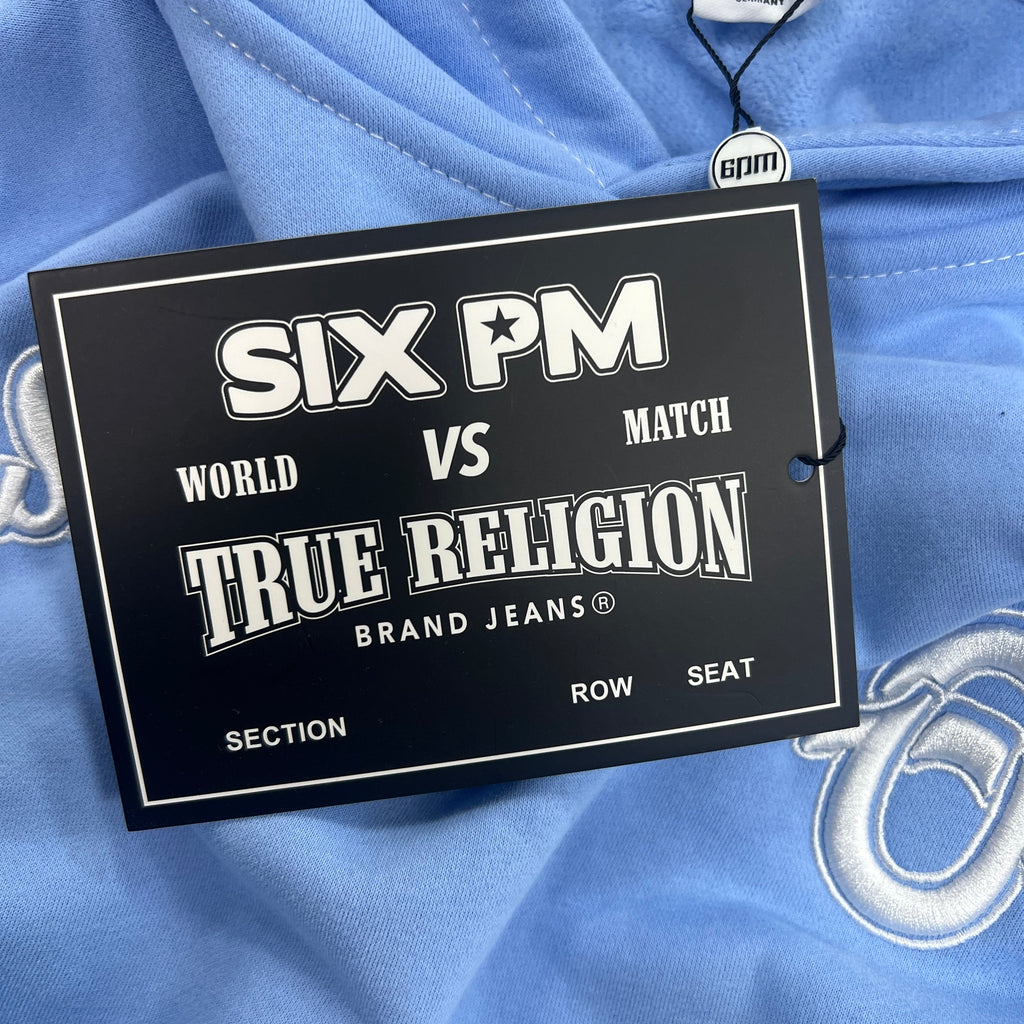 6pm
SIX PM
WORLD VS MATCH
TRUE RELIGION
BRAND JEANS®
SECTION ROW SEAT